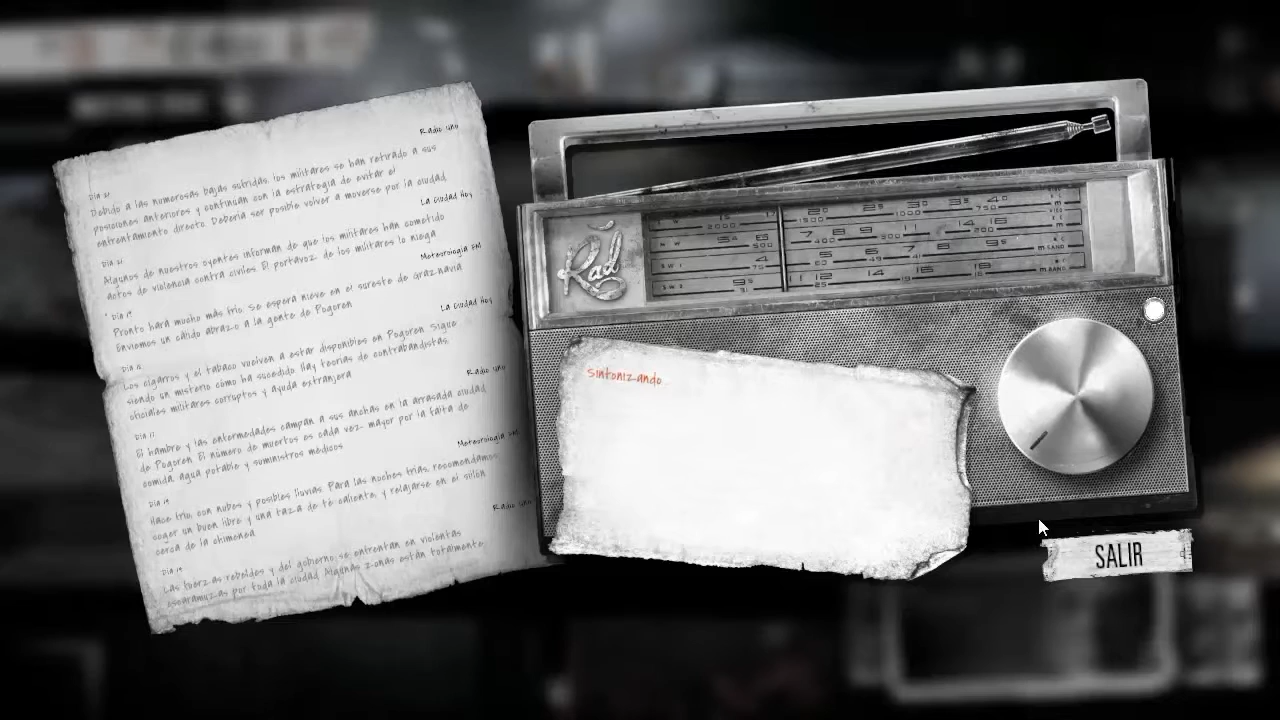 Radio Uno
Día 21
Debido a las numerosas bajas sufridas, los militares se han retirado a sus
posiciones anteriores y continúan con la estrategia de evitar el
enfrentamiento directo. Debería ser posible volver a moverse por la ciudad.
La ciudad Hoy
Día 21
Algunos de nuestros oyentes informan de que los militares han cometido
actos de violencia contra civiles. El portavoz de los militares lo niega
Meteorología FM
Día 19
Pronto hará mucho más frío. Se espera nieve en el sureste de Graznavia
Enviamos un cálido abrazo a la gente de Pogoren
La ciudad Hoy
Día
Los cigarros y el tabaco vuelven a estar disponibles en Pogoren Sigue
siendo un misterio cómo ha sucedido Hay teorías de contrabandistas,
oficiales militares corruptos y ayuda extranjera
Radio Uno
Día 17
El hambre y las enfermedades campan a sus anchas en la arrasada ciudad
de Pogoren El número de muertos es cada vez mayor por la falta de
comida, agua potable y suministros médicos
Meteorología FM
Día
Hace frío, con nubes y posibles lluvias. Para las noches frías, recomendamos
coger un buen libro y una taza de té caliente, y relajarse en el sillón
cerca de la chimenea
Radio Uno
Día
Las fuerzas rebeldes y del gobierno se enfrentan en violentas
escaramuzas por toda la ciudad Algunas zonas están totalmente
Rad
Sintonizando
SALIR